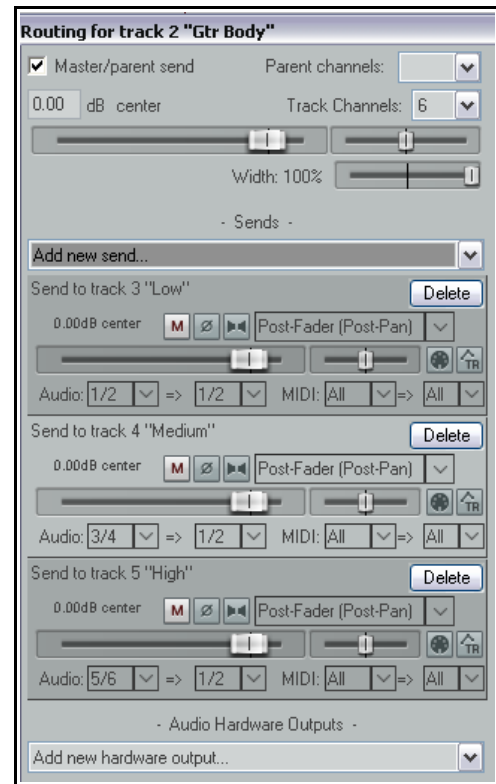 Routing for track 2 "Gtr Body"
Master/parent send Parent channels:
0.00 dB center Track Channels: 6
Width: 100%
- Sends -
Add new send...
Send to track 3 "Low" Delete
0.00dB center M Ø Post-Fader (Post-Pan)
TR
Audio: 1/2 => 1/2 MIDI: All => All
Send to track 4 "Medium" Delete
0.00dB center M Ø Post-Fader (Post-Pan)
TR
Audio: 3/4 => 1/2 MIDI: All => All
Send to track 5 "High" Delete
0.00dB center M Ø Post-Fader (Post-Pan)
TR
Audio: 5/6 => 1/2 MIDI: All => All
- Audio Hardware Outputs -
Add new hardware output...